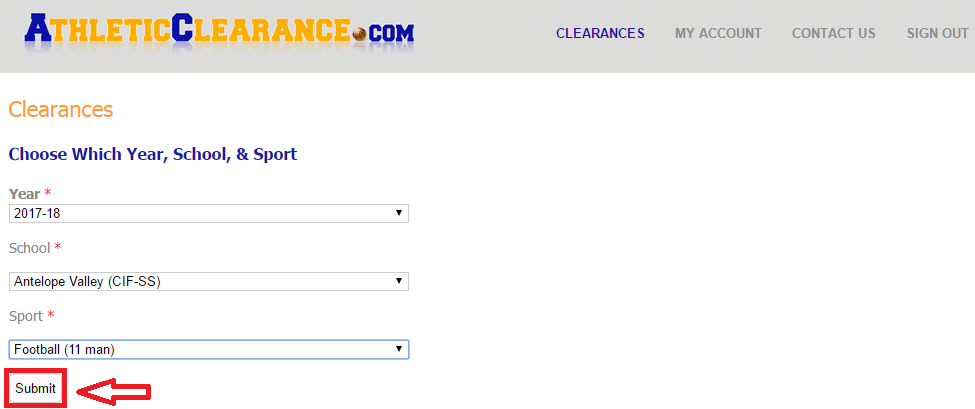 ATHLETICCLEARANCE.COM
CLEARANCES MY ACCOUNT CONTACT US SIGN OUT
Clearances
Choose Which Year, School, & Sport
Year *
2017-18
School *
Antelope Valley (CIF-SS)
Sport *
Football (11 man)
Submit